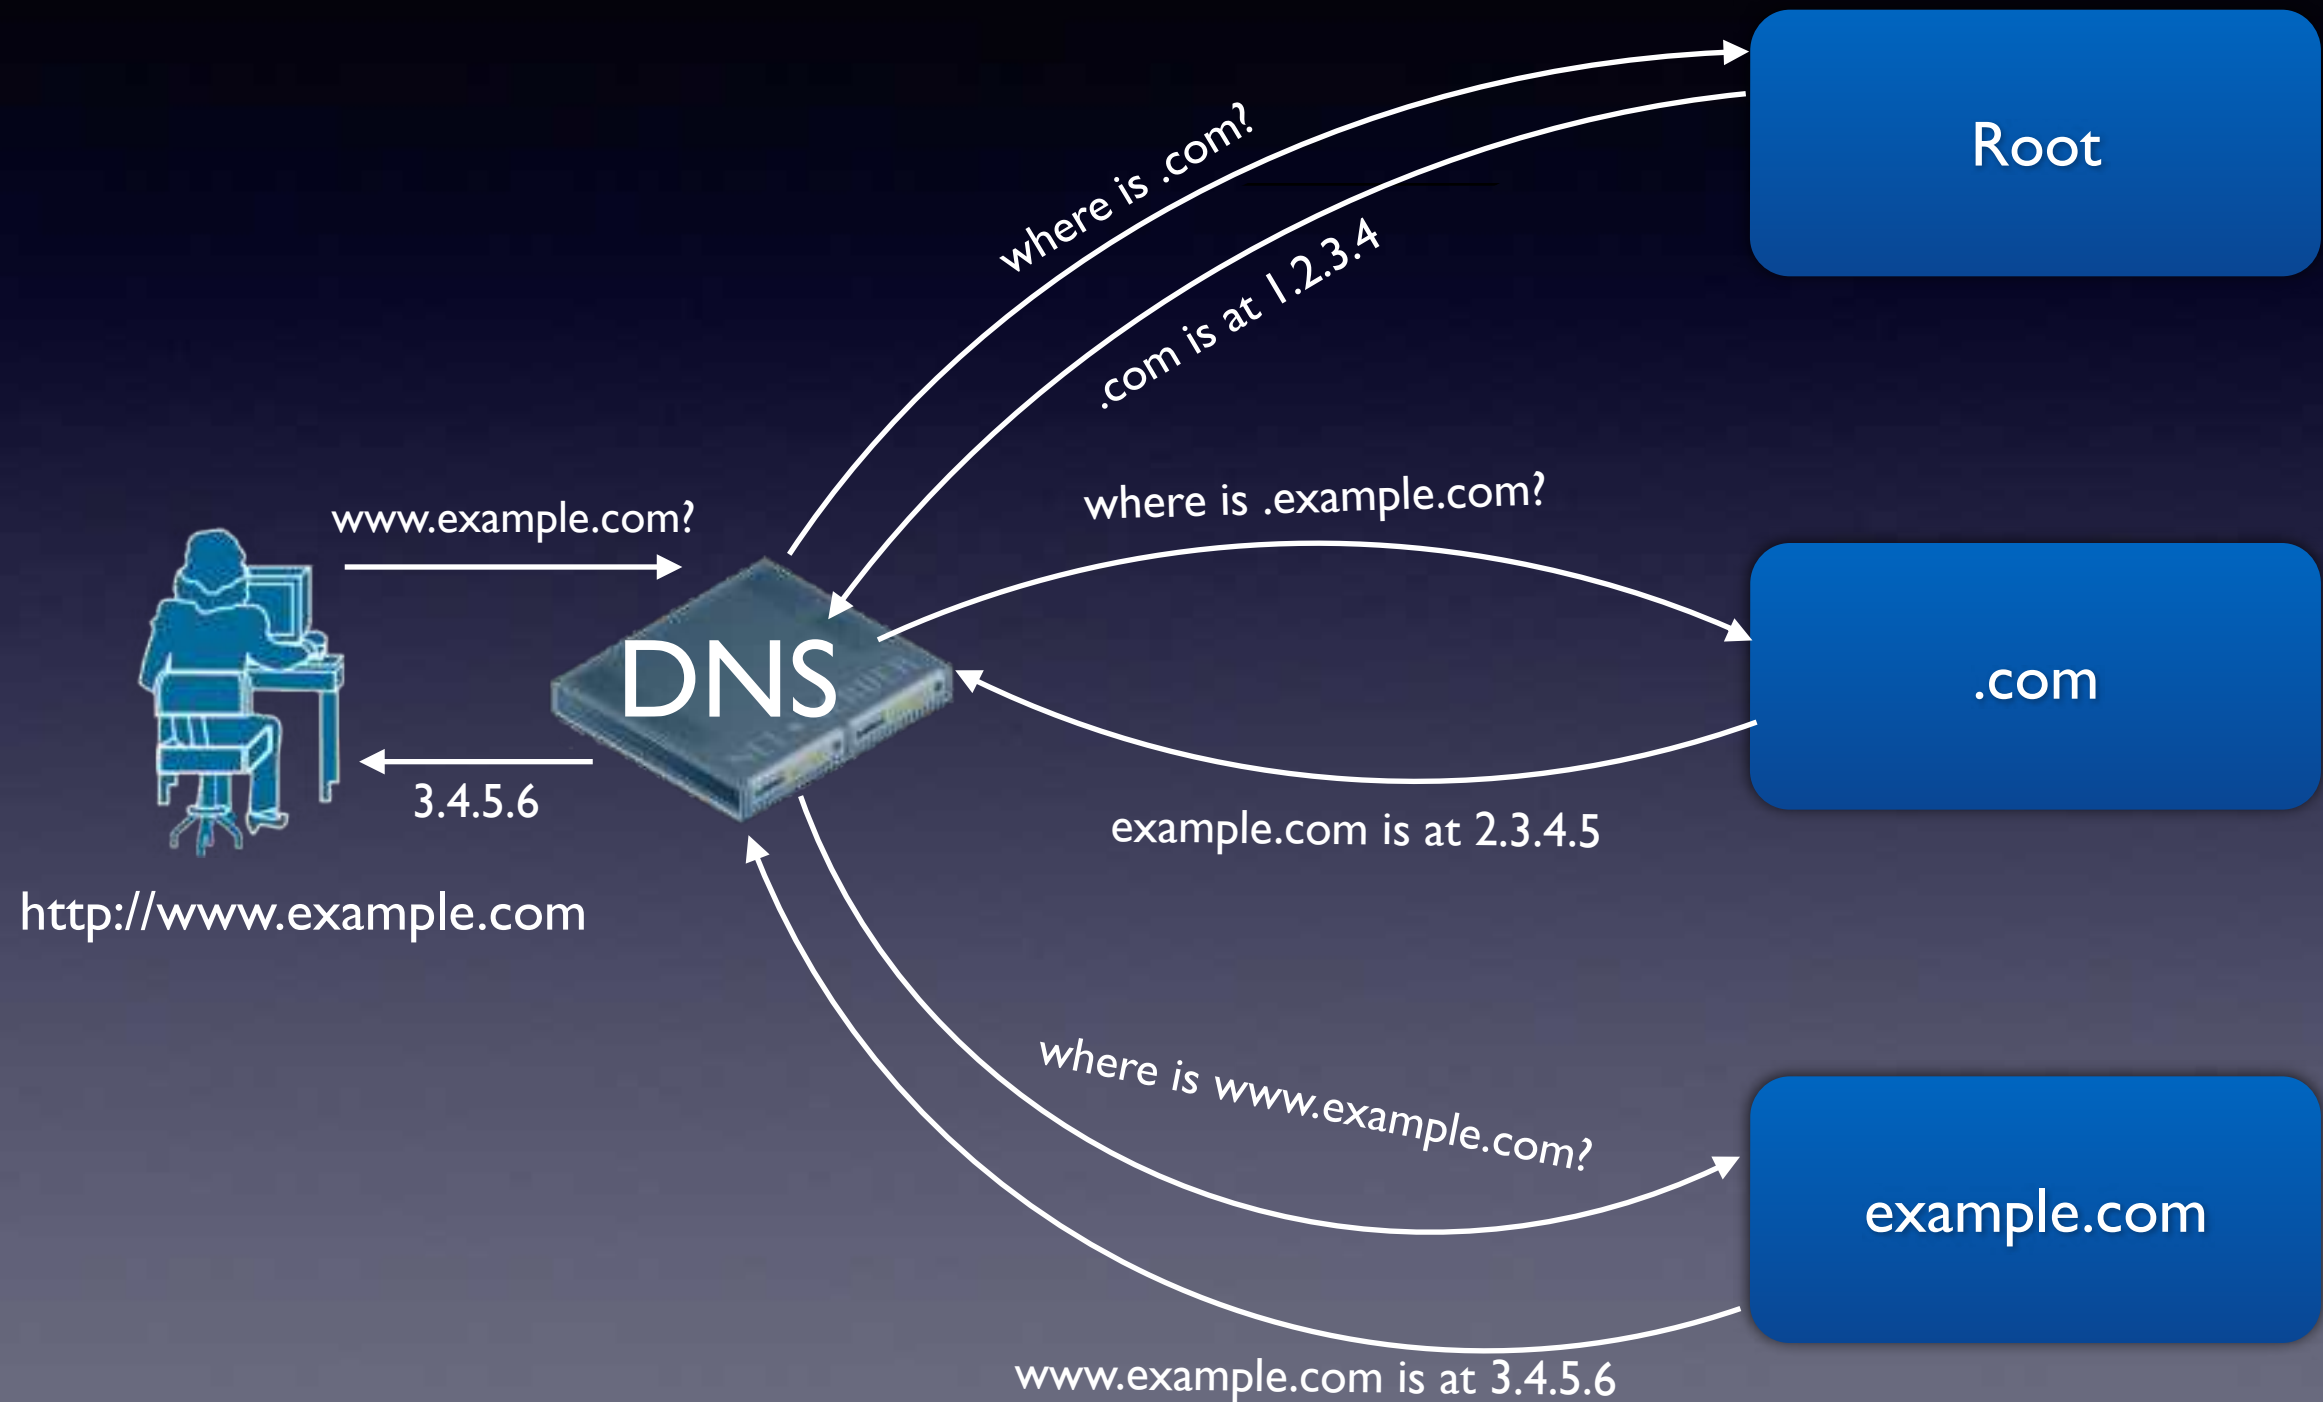 Root
where is .com?
.com is at 1.2.3.4
where is .example.com?
www.example.com?
DNS
.com
3.4.5.6
example.com is at 2.3.4.5
http://www.example.com
where is www.example.com?
example.com
www.example.com is at 3.4.5.6